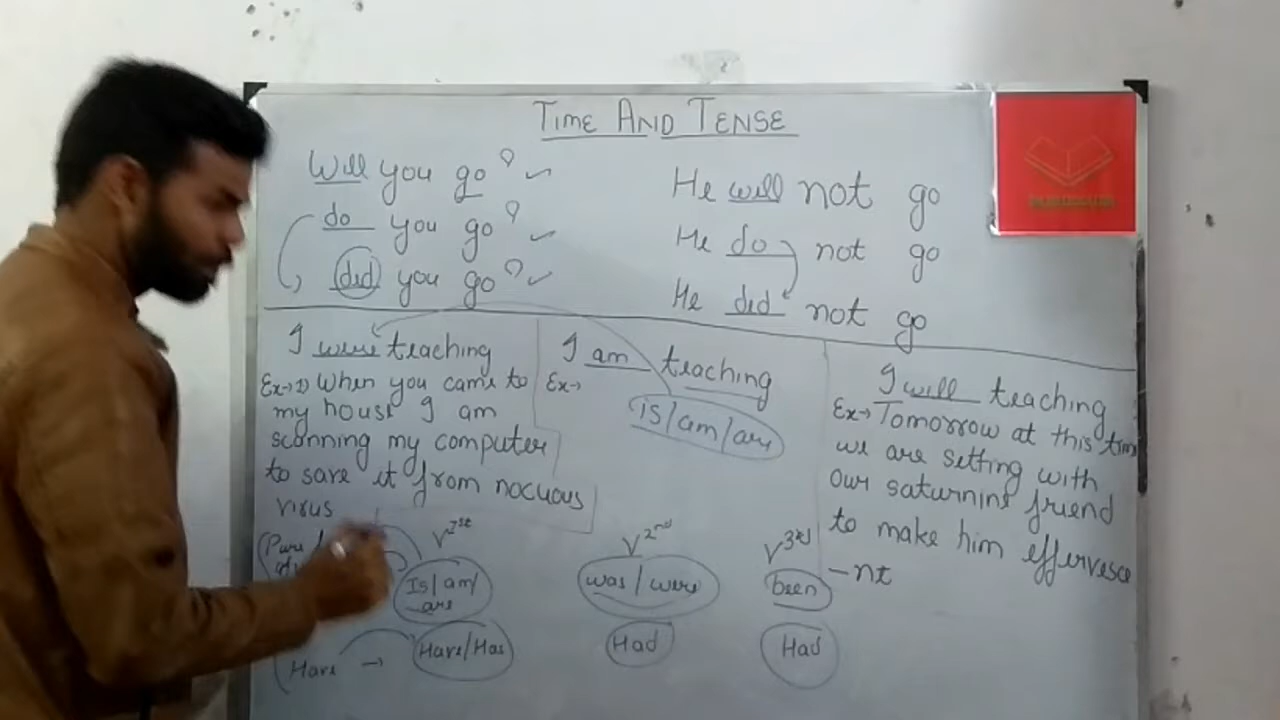 TIME AND TENSE
Will you go ?
do you go ?
did you go ?
He will not go
He do not go
He did not go
I were teaching
Ex→1) When you came to
my house I am
scanning my computer
to save it from nocuous
virus
I am teaching
Ex→
is/am/are
I will teaching
Ex→ Tomorrow at this time
we are setting with
our saturnine friend
to make him effervesce
-nt
V1st
V2nd
V3rd
Is/am/
are
was/were
been
Have →
Have/Has
Had
Had